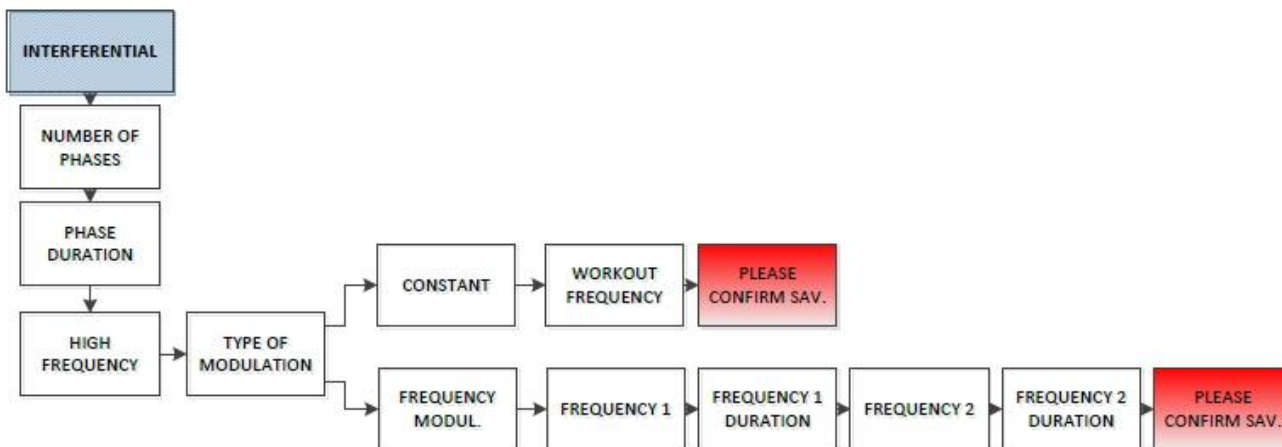 INTERFERENTIAL
NUMBER OF
PHASES
PHASE
DURATION
HIGH
FREQUENCY
TYPE OF
MODULATION
CONSTANT
WORKOUT
FREQUENCY
PLEASE
CONFIRM SAV.
FREQUENCY
MODUL.
FREQUENCY 1
FREQUENCY 1
DURATION
FREQUENCY 2
FREQUENCY 2
DURATION
PLEASE
CONFIRM SAV.